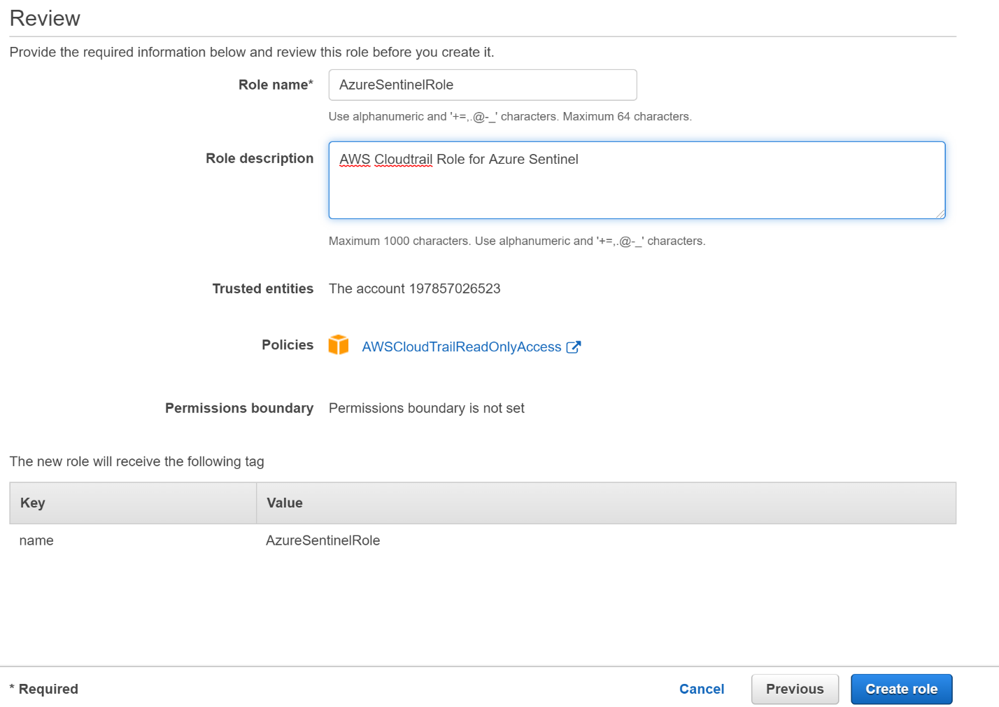 Review
Provide the required information below and review this role before you create it.
Role name* AzureSentinelRole
Use alphanumeric and '+=,.@-_' characters. Maximum 64 characters.
Role description AWS Cloudtrail Role for Azure Sentinel
Maximum 1000 characters. Use alphanumeric and '+=,.@-_' characters.
Trusted entities The account 197857026523
Policies AWSCloudTrailReadOnlyAccess
Permissions boundary Permissions boundary is not set
The new role will receive the following tag
Key Value
name AzureSentinelRole
* Required Cancel Previous Create role